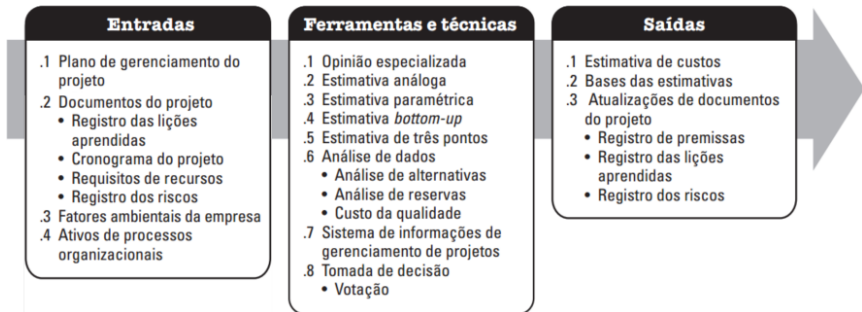 Entradas
.1 Plano de gerenciamento do
projeto
.2 Documentos do projeto
• Registro das lições
aprendidas
• Cronograma do projeto
• Requisitos de recursos
• Registro dos riscos
.3 Fatores ambientais da empresa
.4 Ativos de processos
organizacionais
Ferramentas e técnicas
.1 Opinião especializada
.2 Estimativa análoga
.3 Estimativa paramétrica
.4 Estimativa bottom-up
.5 Estimativa de três pontos
.6 Análise de dados
• Análise de alternativas
• Análise de reservas
• Custo da qualidade
.7 Sistema de informações de
gerenciamento de projetos
.8 Tomada de decisão
• Votação
Saídas
.1 Estimativa de custos
.2 Bases das estimativas
.3 Atualizações de documentos
do projeto
• Registro de premissas
• Registro das lições
aprendidas
• Registro dos riscos